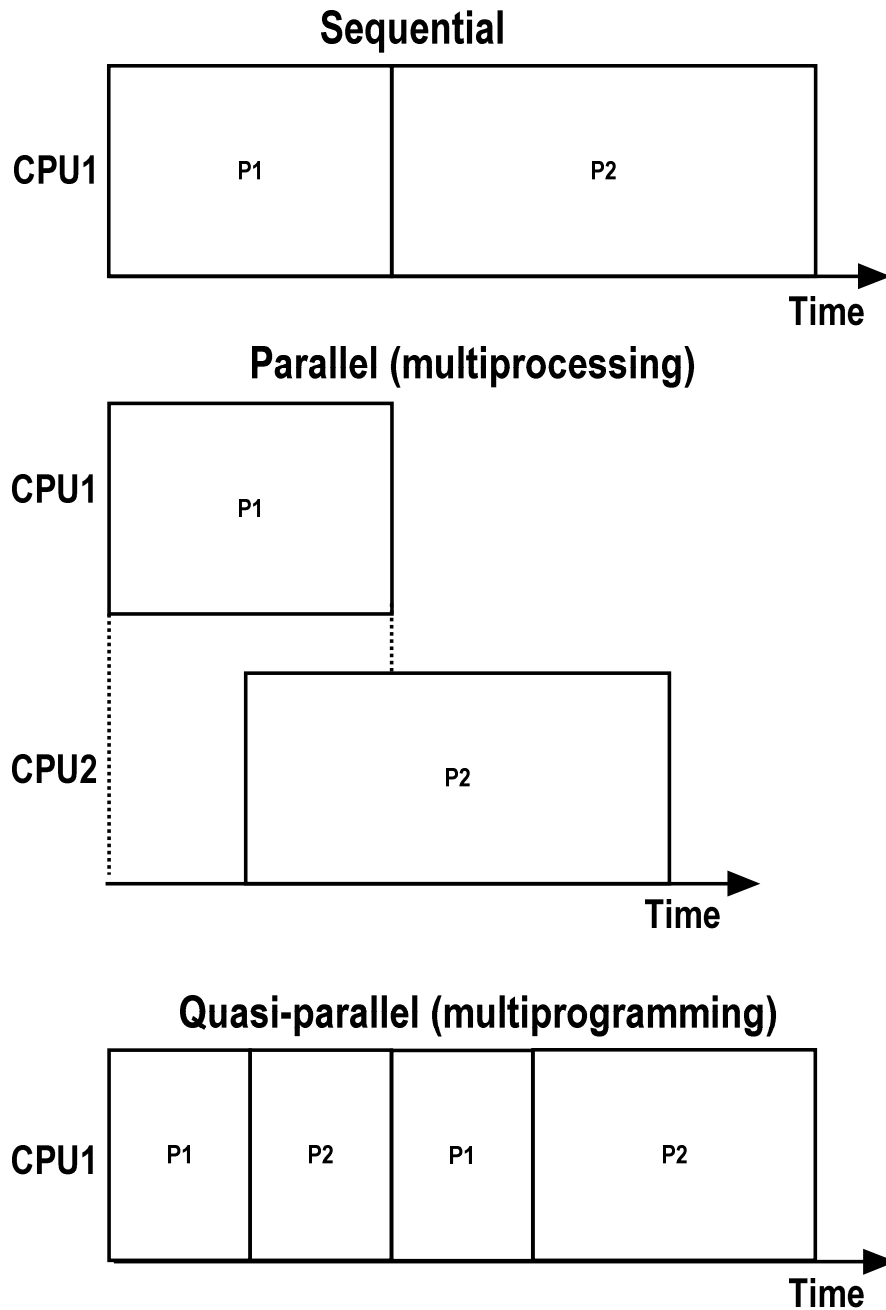 Sequential
CPU1
P1
P2
Time
Parallel (multiprocessing)
CPU1
P1
CPU2
P2
Time
Quasi-parallel (multiprogramming)
CPU1
P1
P2
P1
P2
Time